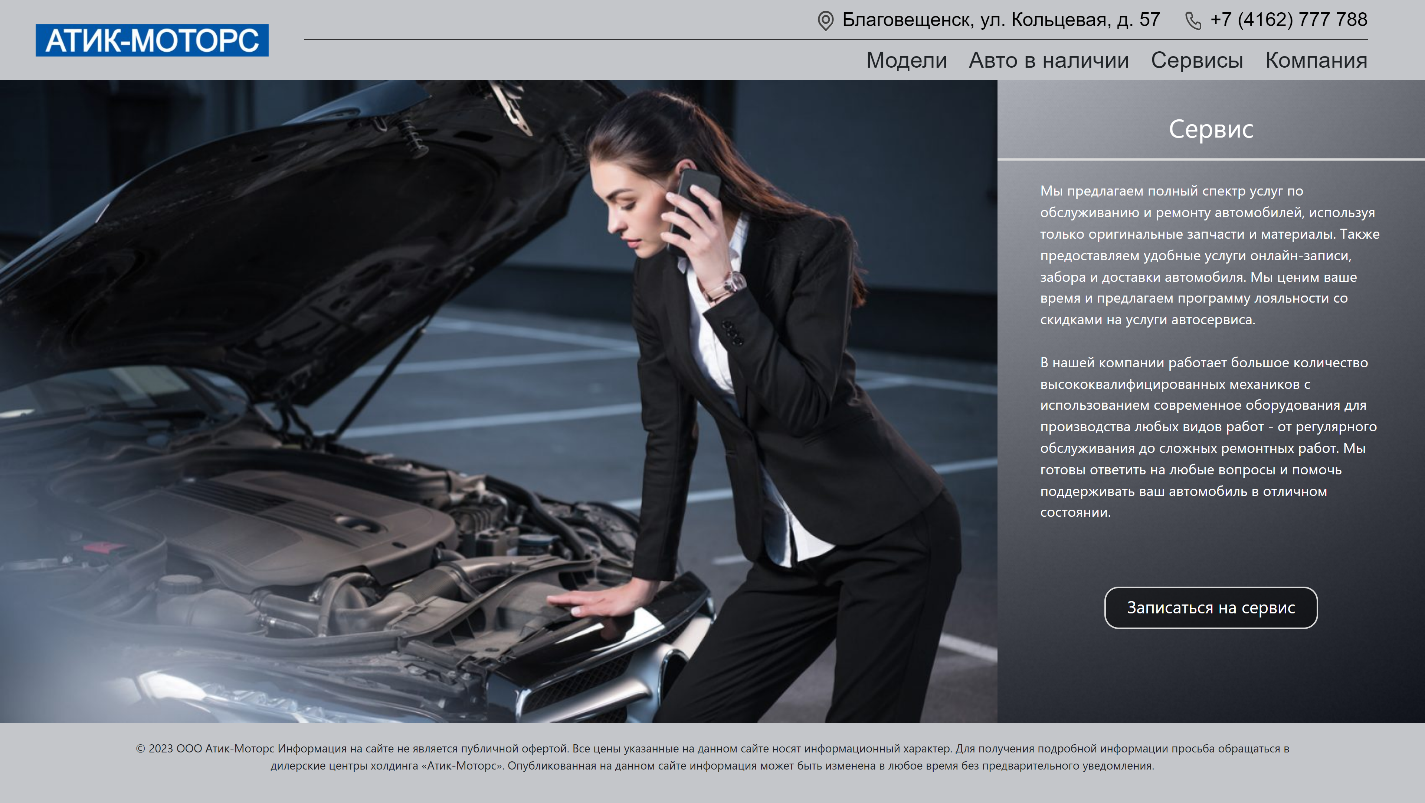 АТИК-МОТОРС
Благовещенск, ул. Кольцевая, д. 57 +7 (4162) 777 788
Модели Авто в наличии Сервисы Компания
Сервис
Мы предлагаем полный спектр услуг по
обслуживанию и ремонту автомобилей, используя
только оригинальные запчасти и материалы. Также
предоставляем удобные услуги онлайн-записи,
забора и доставки автомобиля. Мы ценим ваше
время и предлагаем программу лояльности со
скидками на услуги автосервиса.
В нашей компании работает большое количество
высококвалифицированных механиков с
использованием современное оборудования для
производства любых видов работ - от регулярного
обслуживания до сложных ремонтных работ. Мы
готовы ответить на любые вопросы и помочь
поддерживать ваш автомобиль в отличном
состоянии.
Записаться на сервис
© 2023 ООО Атик-Моторс Информация на сайте не является публичной офертой. Все цены указанные на данном сайте носят информационный характер. Для получения подробной информации просьба обращаться в
дилерские центры холдинга «Атик-Моторс». Опубликованная на данном сайте информация может быть изменена в любое время без предварительного уведомления.